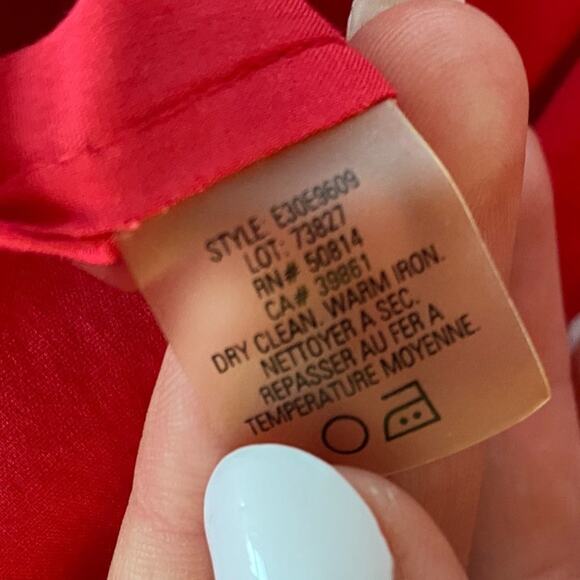 STYLE: E30E9609
LOT: 73827
RN# 50814
CA# 39861
DRY CLEAN. WARM IRON.
NETTOYER A SEC.
REPASSER AU FER A
TEMPERATURE MOYENNE.